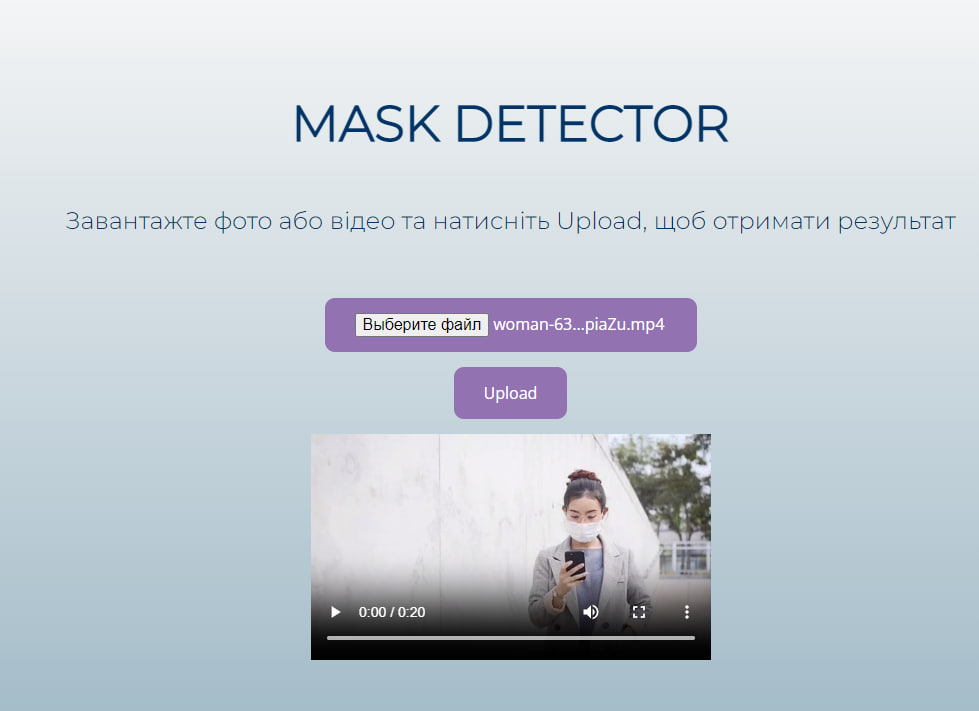 MASK DETECTOR
Завантажте фото або відео та натисніть Upload, щоб отримати результат
Выберите файл woman-63...piaZu.mp4
Upload
0:00 / 0:20